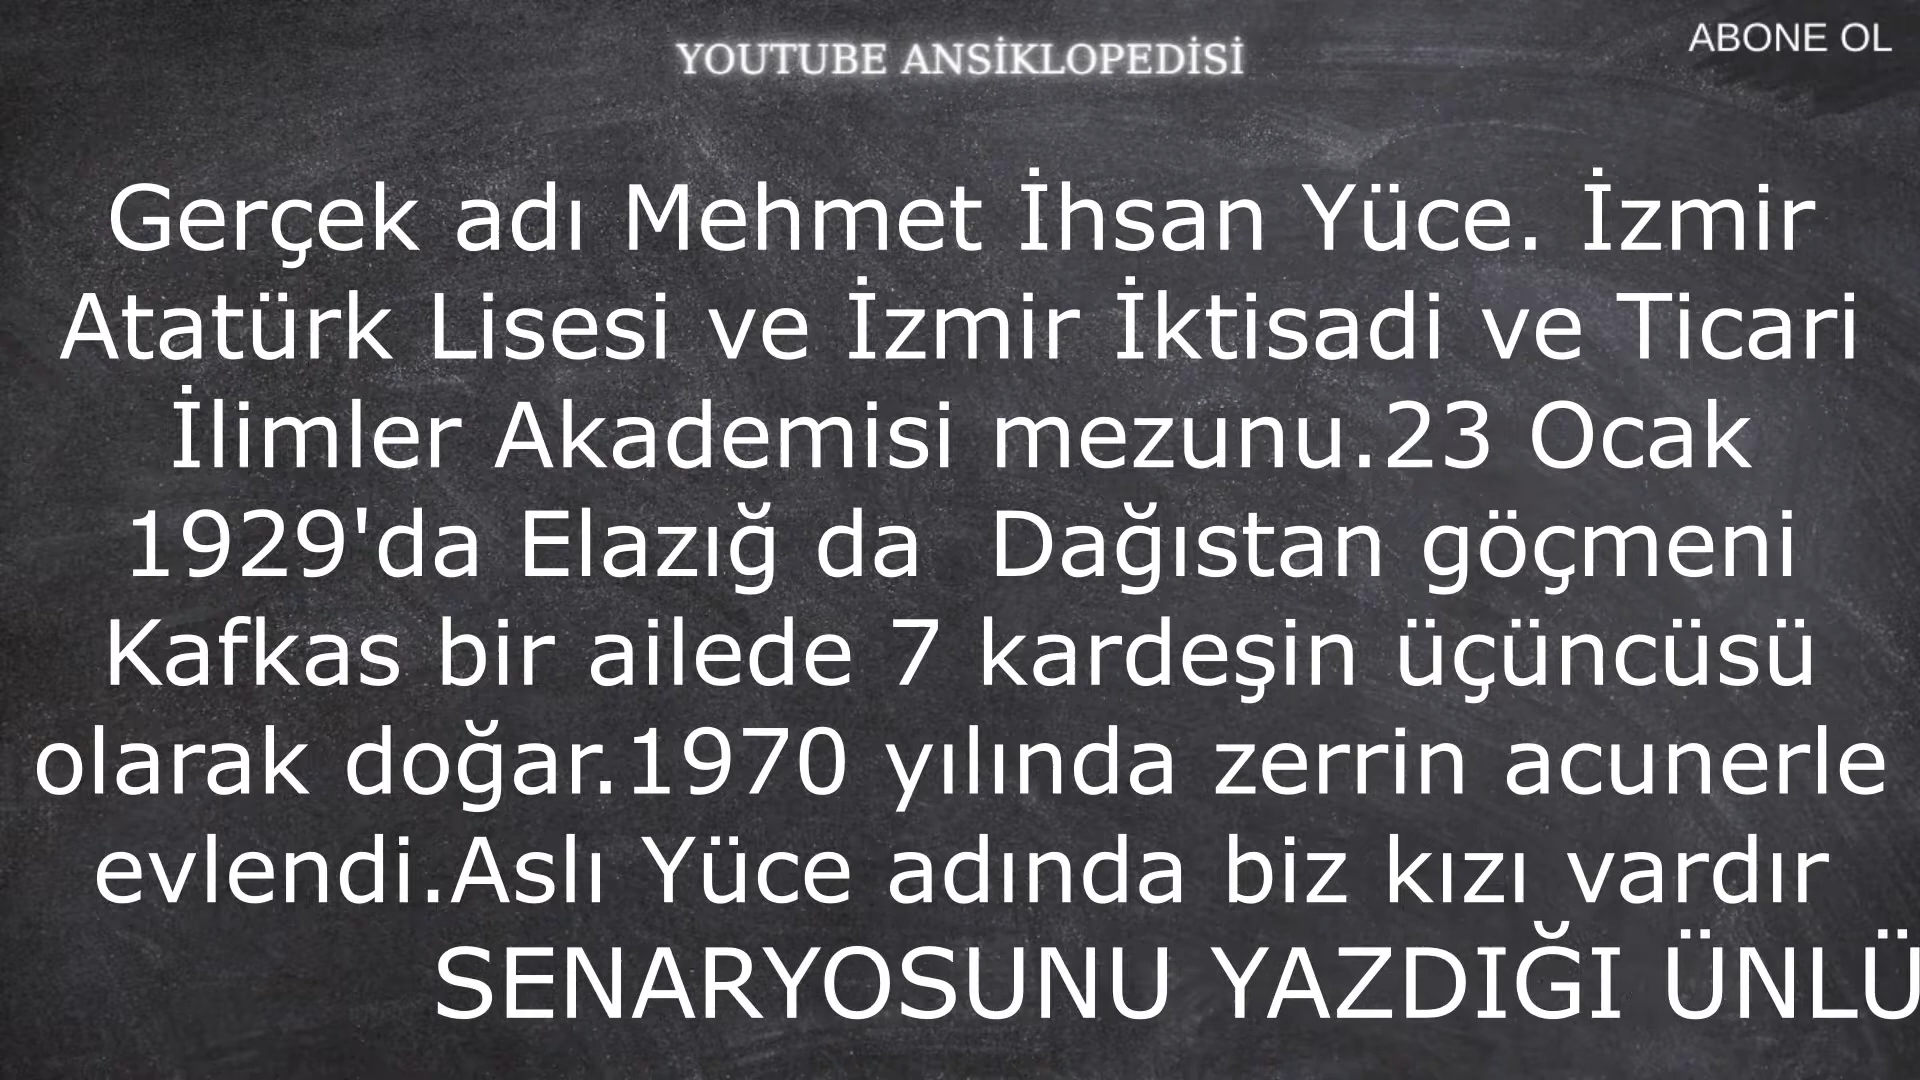 YOUTUBE ANSİKLOPEDİSİ
ABONE OL
Gerçek adı Mehmet İhsan Yüce. İzmir
Atatürk Lisesi ve İzmir İktisadi ve Ticari
İlimler Akademisi mezunu.23 Ocak
1929'da Elazığ da  Dağıstan göçmeni
Kafkas bir ailede 7 kardeşin üçüncüsü
olarak doğar.1970 yılında zerrin acunerle
evlendi.Aslı Yüce adında biz kızı vardır
SENARYOSUNU YAZDIĞI ÜNLÜ